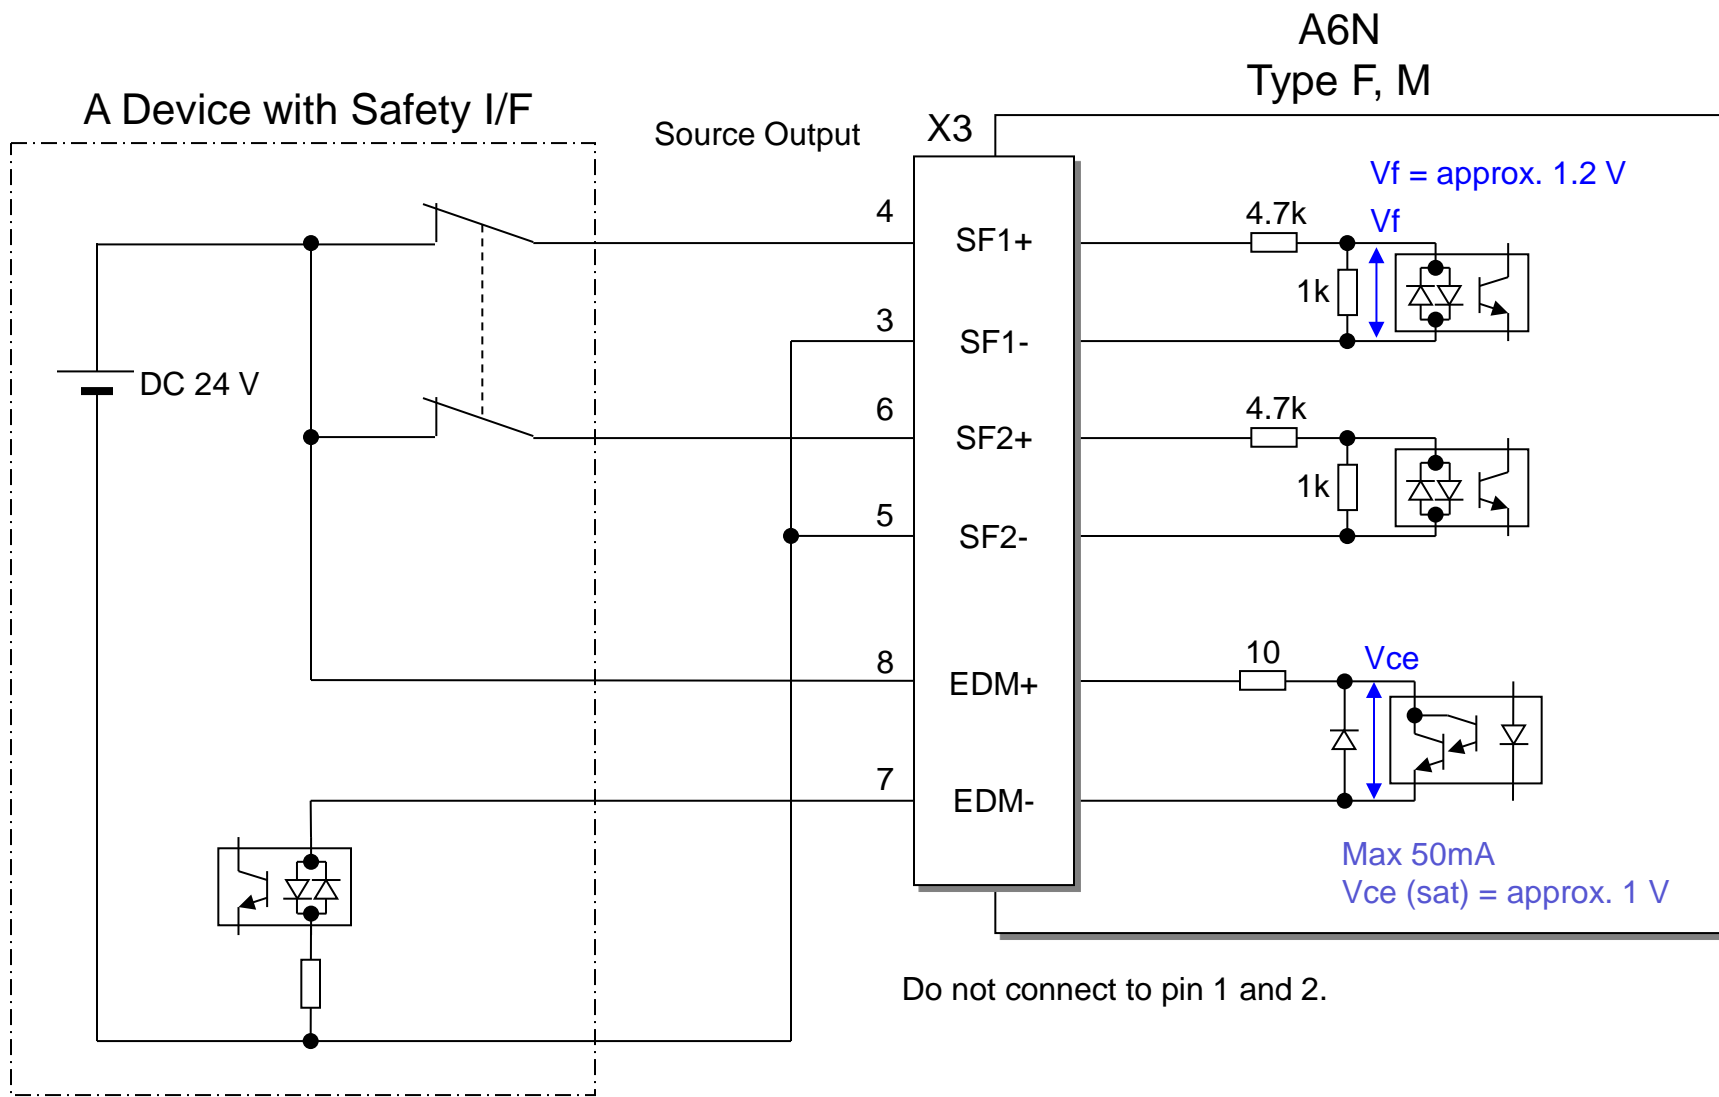 A6N
Type F, M
A Device with Safety I/F
Source Output
X3
Vf = approx. 1.2 V
4
SF1+
4.7k
Vf
1k
3
SF1-
DC 24 V
6
SF2+
4.7k
1k
5
SF2-
8
EDM+
10
Vce
7
EDM-
Max 50mA
Vce (sat) = approx. 1 V
Do not connect to pin 1 and 2.